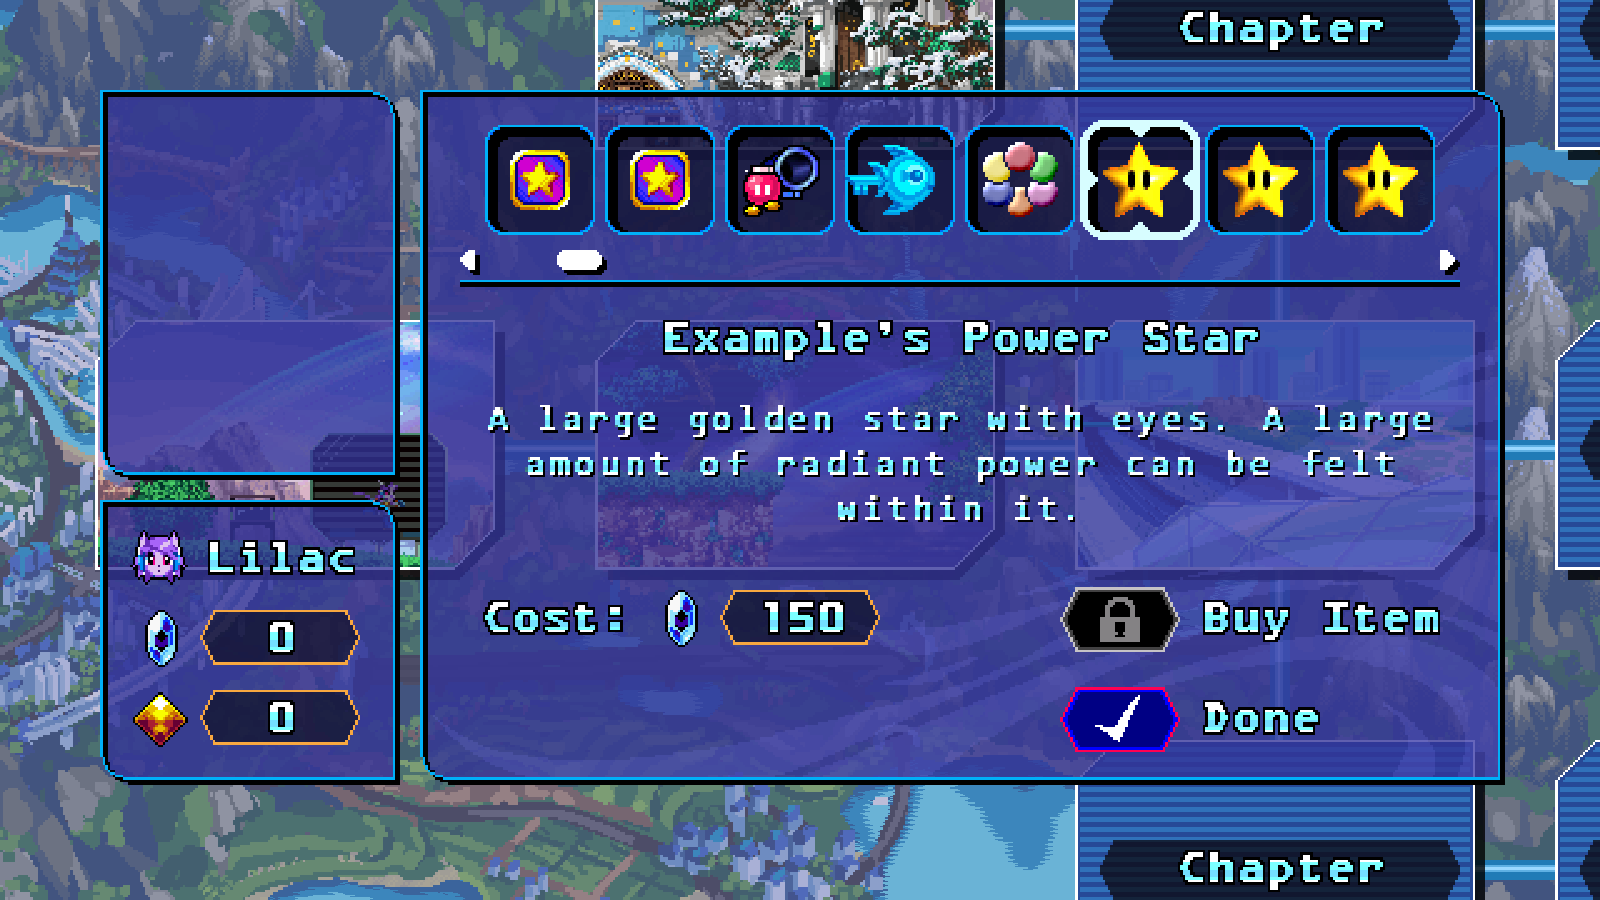 Chapter
Example's Power Star
A large golden star with eyes. A large
amount of radiant power can be felt
within it.
Lilac
Cost: 150
Buy Item
0
0
Done
Chapter